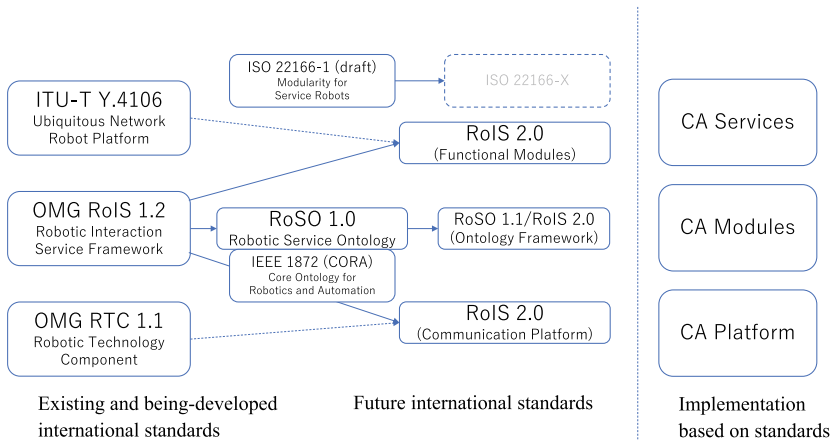 ISO 22166-1 (draft)
Modularity for
Service Robots
ISO 22166-X
ITU-T Y.4106
Ubiquitous Network
Robot Platform
RoIS 2.0
(Functional Modules)
CA Services
OMG RoIS 1.2
Robotic Interaction
Service Framework
RoSO 1.0
Robotic Service Ontology
RoSO 1.1/RoIS 2.0
(Ontology Framework)
CA Modules
IEEE 1872 (CORA)
Core Ontology for
Robotics and Automation
OMG RTC 1.1
Robotic Technology
Component
RoIS 2.0
(Communication Platform)
CA Platform
Existing and being-developed
international standards
Future international standards
Implementation
based on standards